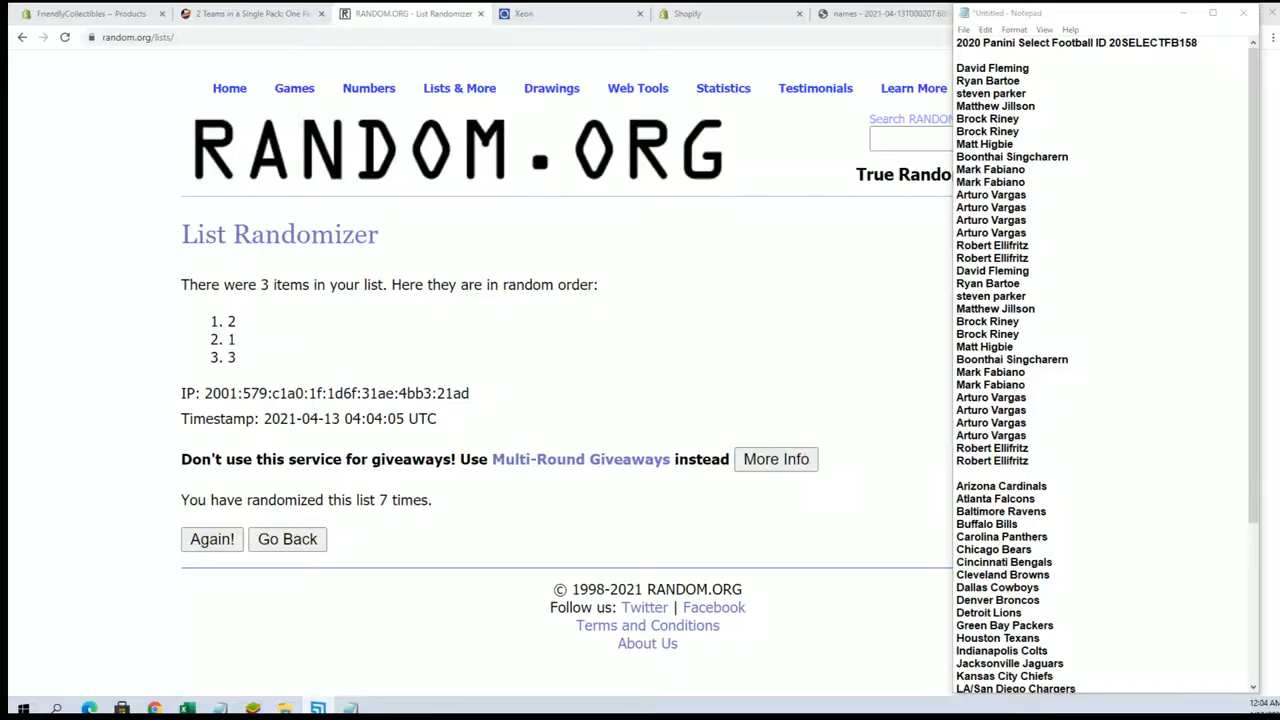 FriendlyCollectibles ~ Products
2 Teams in a Single Pack; One Pa
RANDOM.ORG - List Randomizer
Xeon
Shopify
names - 2021-04-13T000207.60
random.org/lists/
Home Games Numbers Lists & More Drawings Web Tools Statistics Testimonials Learn More
RANDOM.ORG
Search RANDOM
True Rando
List Randomizer
There were 3 items in your list. Here they are in random order:
1. 2
2. 1
3. 3
IP: 2001:579:c1a0:1f:1d6f:31ae:4bb3:21ad
Timestamp: 2021-04-13 04:04:05 UTC
Don't use this service for giveaways! Use Multi-Round Giveaways instead More Info
You have randomized this list 7 times.
Again! Go Back
© 1998-2021 RANDOM.ORG
Follow us: Twitter | Facebook
Terms and Conditions
About Us
*Untitled - Notepad
File Edit Format View Help
2020 Panini Select Football ID 20SELECTFB158
David Fleming
Ryan Bartoe
steven parker
Matthew Jillson
Brock Riney
Brock Riney
Matt Higbie
Boonthai Singcharern
Mark Fabiano
Mark Fabiano
Arturo Vargas
Arturo Vargas
Arturo Vargas
Arturo Vargas
Robert Ellifritz
Robert Ellifritz
David Fleming
Ryan Bartoe
steven parker
Matthew Jillson
Brock Riney
Brock Riney
Matt Higbie
Boonthai Singcharern
Mark Fabiano
Mark Fabiano
Arturo Vargas
Arturo Vargas
Arturo Vargas
Arturo Vargas
Robert Ellifritz
Robert Ellifritz
Arizona Cardinals
Atlanta Falcons
Baltimore Ravens
Buffalo Bills
Carolina Panthers
Chicago Bears
Cincinnati Bengals
Cleveland Browns
Dallas Cowboys
Denver Broncos
Detroit Lions
Green Bay Packers
Houston Texans
Indianapolis Colts
Jacksonville Jaguars
Kansas City Chiefs
LA/San Diego Chargers
12:04 AM